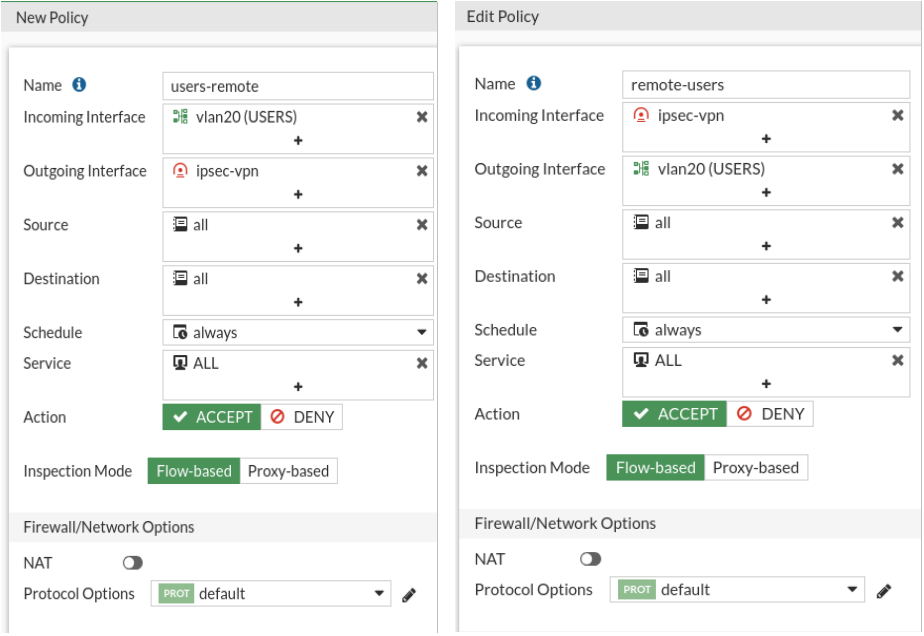 New Policy
Name
users-remote
Incoming Interface
vlan20 (USERS)
+
Outgoing Interface
ipsec-vpn
+
Source
all
+
Destination
all
+
Schedule
always
Service
ALL
+
Action
ACCEPT
DENY
Inspection Mode
Flow-based
Proxy-based
Firewall/Network Options
NAT
Protocol Options
PROT
default
Edit Policy
Name
remote-users
Incoming Interface
ipsec-vpn
+
Outgoing Interface
vlan20 (USERS)
+
Source
all
+
Destination
all
+
Schedule
always
Service
ALL
+
Action
ACCEPT
DENY
Inspection Mode
Flow-based
Proxy-based
Firewall/Network Options
NAT
Protocol Options
PROT
default